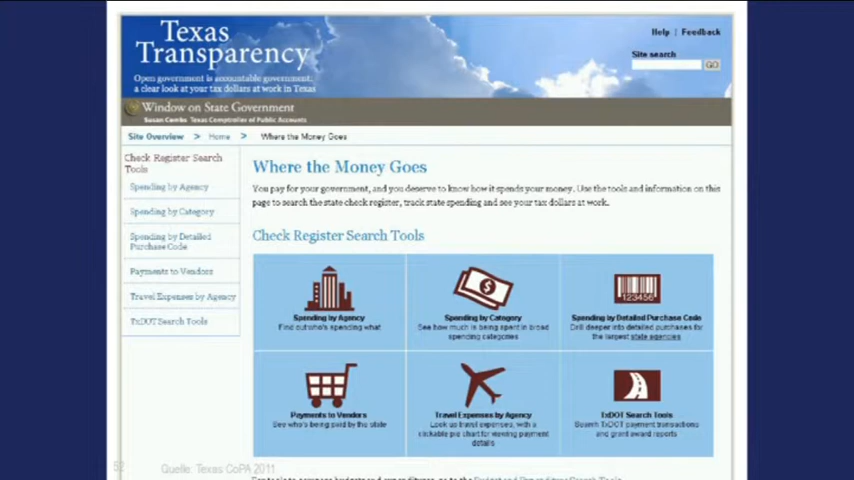 Texas
Transparency
Open government is accountable government.
a clear look at your tax dollars at work in Texas
Help | Feedback
Site search
GO
Window on State Government
Susan Combs Texas Comptroller of Public Accounts
Site Overview > Home > Where the Money Goes
Check Register Search
Tools
Spending by Agency
Spending by Category
Spending by Detailed
Purchase Code
Payments to Vendors
Travel Expenses by Agency
TxDOT Search Tools
Where the Money Goes
You pay for your government, and you deserve to know how it spends your money. Use the tools and information on this
page to search the state check register, track state spending and see your tax dollars at work.
Check Register Search Tools
Spending by Agency
Find out who's spending what
$
Spending by Category
See how much is being spent in broad
spending categories
123456
Spending by Detailed Purchase Code
Drill deeper into detailed purchases for
the largest state agencies
Payments to Vendors
See who's being paid by the state
Travel Expenses by Agency
Look up travel expenses, with a
clickable pie chart for viewing payment
details
TxDOT Search Tools
Search TxDOT payment transactions
and grant award reports
52
Quelle: Texas CoPA 2011